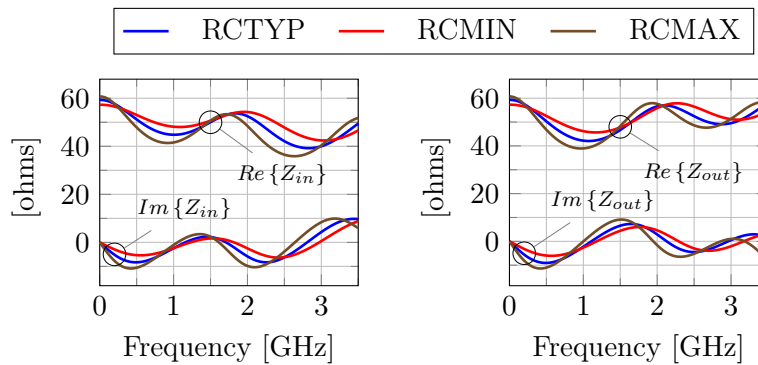 RCTYP RCMIN RCMAX
[ohms]
60
40
20
0
Re{Z_in}
Im{Z_in}
0 1 2 3
Frequency [GHz]
[ohms]
60
40
20
0
Re{Z_out}
Im{Z_out}
0 1 2 3
Frequency [GHz]